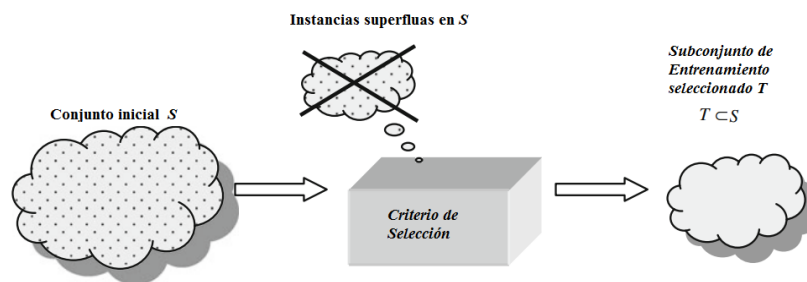 Instancias superfluas en S
Conjunto inicial S
Criterio de
Selección
Subconjunto de
Entrenamiento
seleccionado T
T ⊂ S